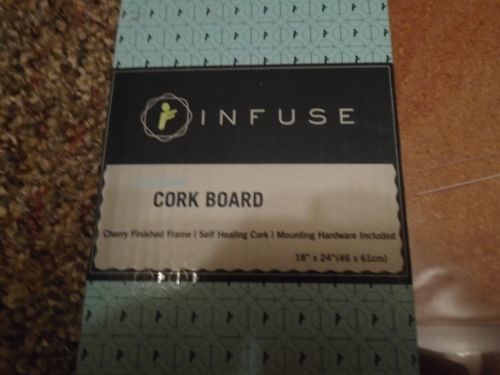 INFUSE
CORK BOARD
Cherry Finished Frame | Self Healing Cork | Mounting Hardware Included
18" x 24"(46 x 61cm)